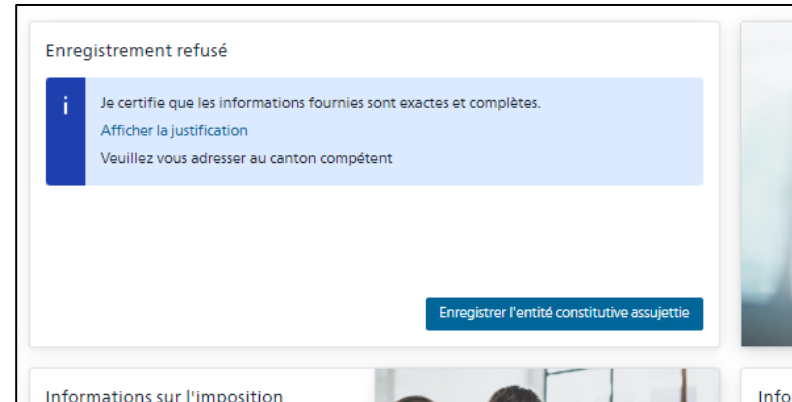 Enregistrement refusé
i
Je certifie que les informations fournies sont exactes et complètes.
Afficher la justification
Veuillez vous adresser au canton compétent
Enregistrer l'entité constitutive assujettie
Informations sur l'imposition
Info